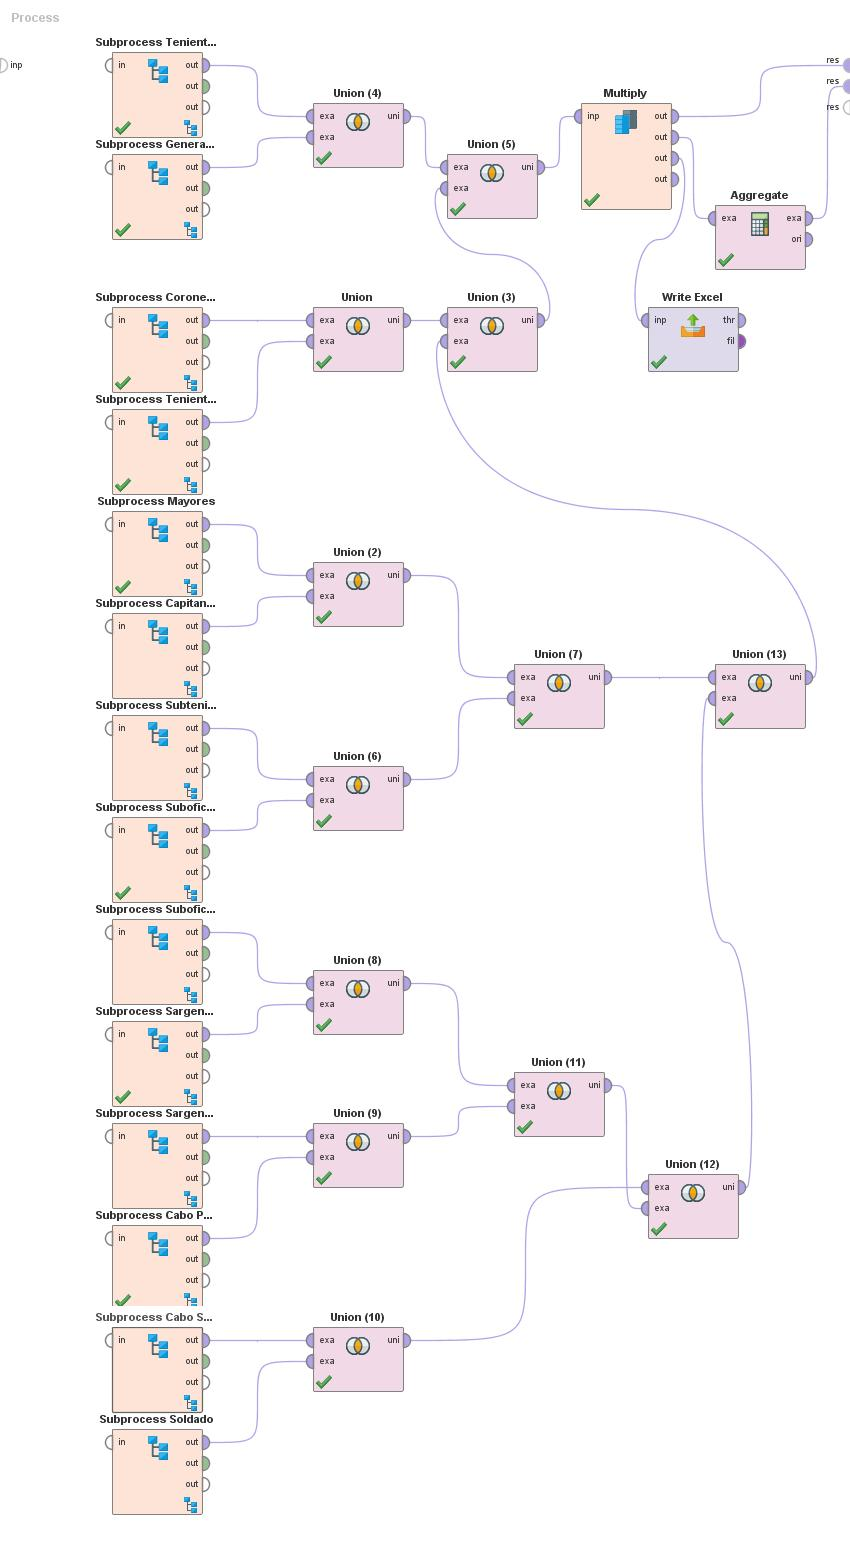 Process
inp
res
res
res
Subprocess Tenient...
in out
out
out
Subprocess Genera...
in out
out
out
Union (4)
exa uni
exa
Union (5)
exa uni
exa
Multiply
inp out
out
out
out
Aggregate
exa exa
ori
Write Excel
inp thr
fil
Subprocess Corone...
in out
out
out
Union
exa uni
exa
Union (3)
exa uni
exa
Subprocess Tenient...
in out
out
out
Subprocess Mayores
in out
out
out
Union (2)
exa uni
exa
Subprocess Capitan...
in out
out
out
Union (7)
exa uni
exa
Union (13)
exa uni
exa
Subprocess Subteni...
in out
out
out
Union (6)
exa uni
exa
Subprocess Subofic...
in out
out
out
Subprocess Subofic...
in out
out
out
Union (8)
exa uni
exa
Subprocess Sargen...
in out
out
out
Union (11)
exa uni
exa
Subprocess Sargen...
in out
out
out
Union (9)
exa uni
exa
Union (12)
exa uni
exa
Subprocess Cabo P...
in out
out
out
Subprocess Cabo S...
in out
out
out
Union (10)
exa uni
exa
Subprocess Soldado
in out
out
out